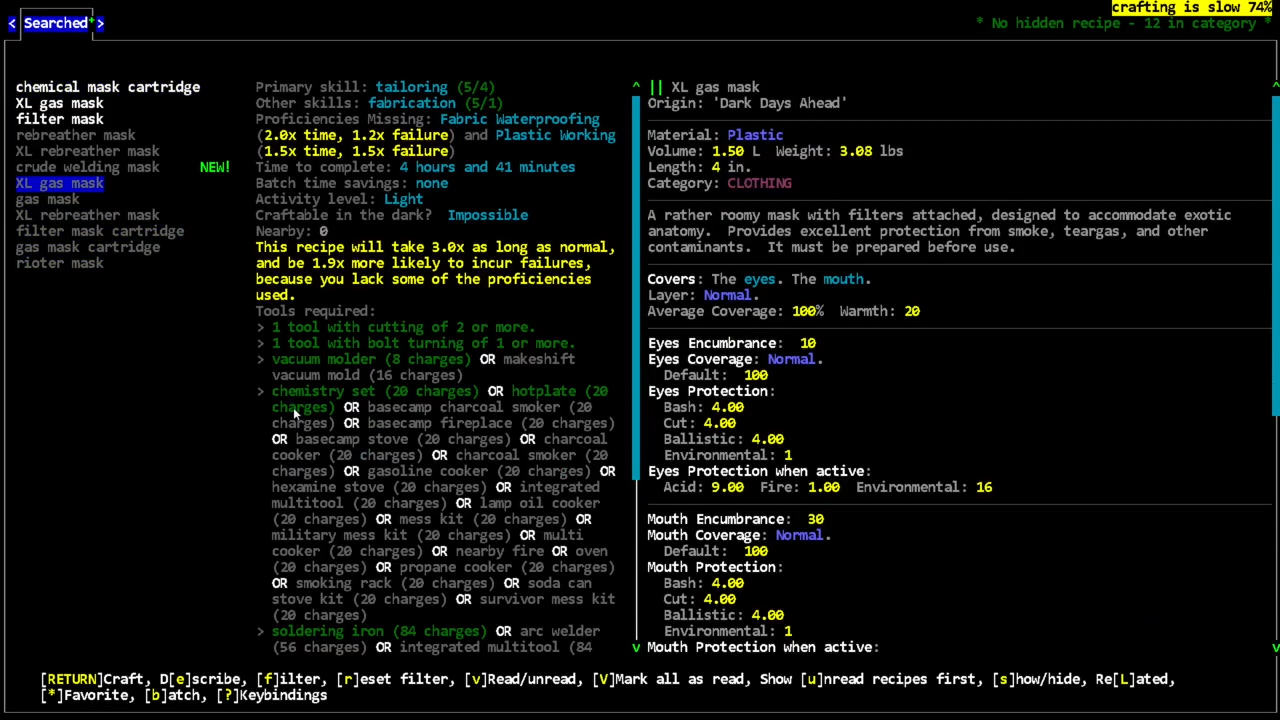 crafting is slow 74%
< Searched* >
* No hidden recipe - 12 in category *
chemical mask cartridge
XL gas mask
filter mask
rebreather mask
XL rebreather mask
crude welding mask NEW!
XL gas mask
gas mask
XL rebreather mask
filter mask cartridge
gas mask cartridge
rioter mask
Primary skill: tailoring (5/4)
Other skills: fabrication (5/1)
Proficiencies Missing: Fabric Waterproofing
(2.0x time, 1.2x failure) and Plastic Working
(1.5x time, 1.5x failure)
Time to complete: 4 hours and 41 minutes
Batch time savings: none
Activity level: Light
Craftable in the dark? Impossible
Nearby: 0
This recipe will take 3.0x as long as normal,
and be 1.9x more likely to incur failures,
because you lack some of the proficiencies
used.
Tools required:
> 1 tool with cutting of 2 or more.
> 1 tool with bolt turning of 1 or more.
> vacuum molder (8 charges) OR makeshift
vacuum mold (16 charges)
> chemistry set (20 charges) OR hotplate (20
charges) OR basecamp charcoal smoker (20
charges) OR basecamp fireplace (20 charges)
OR basecamp stove (20 charges) OR charcoal
cooker (20 charges) OR charcoal smoker (20
charges) OR gasoline cooker (20 charges) OR
hexamine stove (20 charges) OR integrated
multitool (20 charges) OR lamp oil cooker
(20 charges) OR mess kit (20 charges) OR
military mess kit (20 charges) OR multi
cooker (20 charges) OR nearby fire OR oven
(20 charges) OR propane cooker (20 charges)
OR smoking rack (20 charges) OR soda can
stove kit (20 charges) OR survivor mess kit
(20 charges)
> soldering iron (84 charges) OR arc welder
(56 charges) OR integrated multitool (84
^ || XL gas mask ^
Origin: 'Dark Days Ahead'
Material: Plastic
Volume: 1.50 L Weight: 3.08 lbs
Length: 4 in.
Category: CLOTHING
A rather roomy mask with filters attached, designed to accommodate exotic
anatomy. Provides excellent protection from smoke, teargas, and other
contaminants. It must be prepared before use.
Covers: The eyes. The mouth.
Layer: Normal.
Average Coverage: 100% Warmth: 20
Eyes Encumbrance: 10
Eyes Coverage: Normal.
Default: 100
Eyes Protection:
Bash: 4.00
Cut: 4.00
Ballistic: 4.00
Environmental: 1
Eyes Protection when active:
Acid: 9.00 Fire: 1.00 Environmental: 16
Mouth Encumbrance: 30
Mouth Coverage: Normal.
Default: 100
Mouth Protection:
Bash: 4.00
Cut: 4.00
Ballistic: 4.00
Environmental: 1
v Mouth Protection when active: v
[RETURN]Craft, D[e]scribe, [f]ilter, [r]eset filter, [v]Read/unread, [V]Mark all as read, Show [u]nread recipes first, [s]how/hide, Re[L]ated,
[*]Favorite, [b]atch, [?]Keybindings